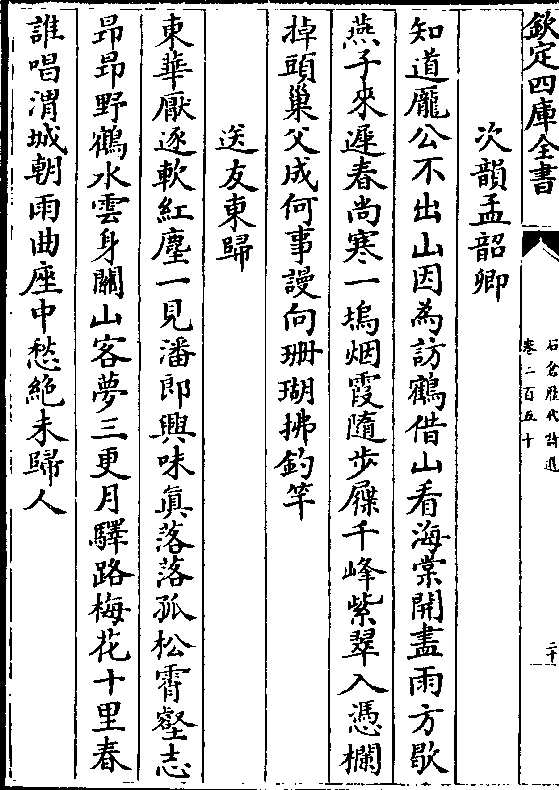 欽定四庫全書
石倉歷代詩選
卷二百五十
二十
次韻孟韶卿
知道龐公不出山因為訪鶴借山看海棠開盡雨方歇
燕子來遲春尚寒一塢烟霞隨步屧千峰紫翠入憑欄
掉頭巢父成何事謾向珊瑚拂釣竿
送友東歸
東華厭逐軟紅塵一見潘郎興味真落落孤松霄壑志
昂昂野鶴水雲身關山客夢三更月驛路梅花十里春
誰唱渭城朝雨曲座中愁絕未歸人